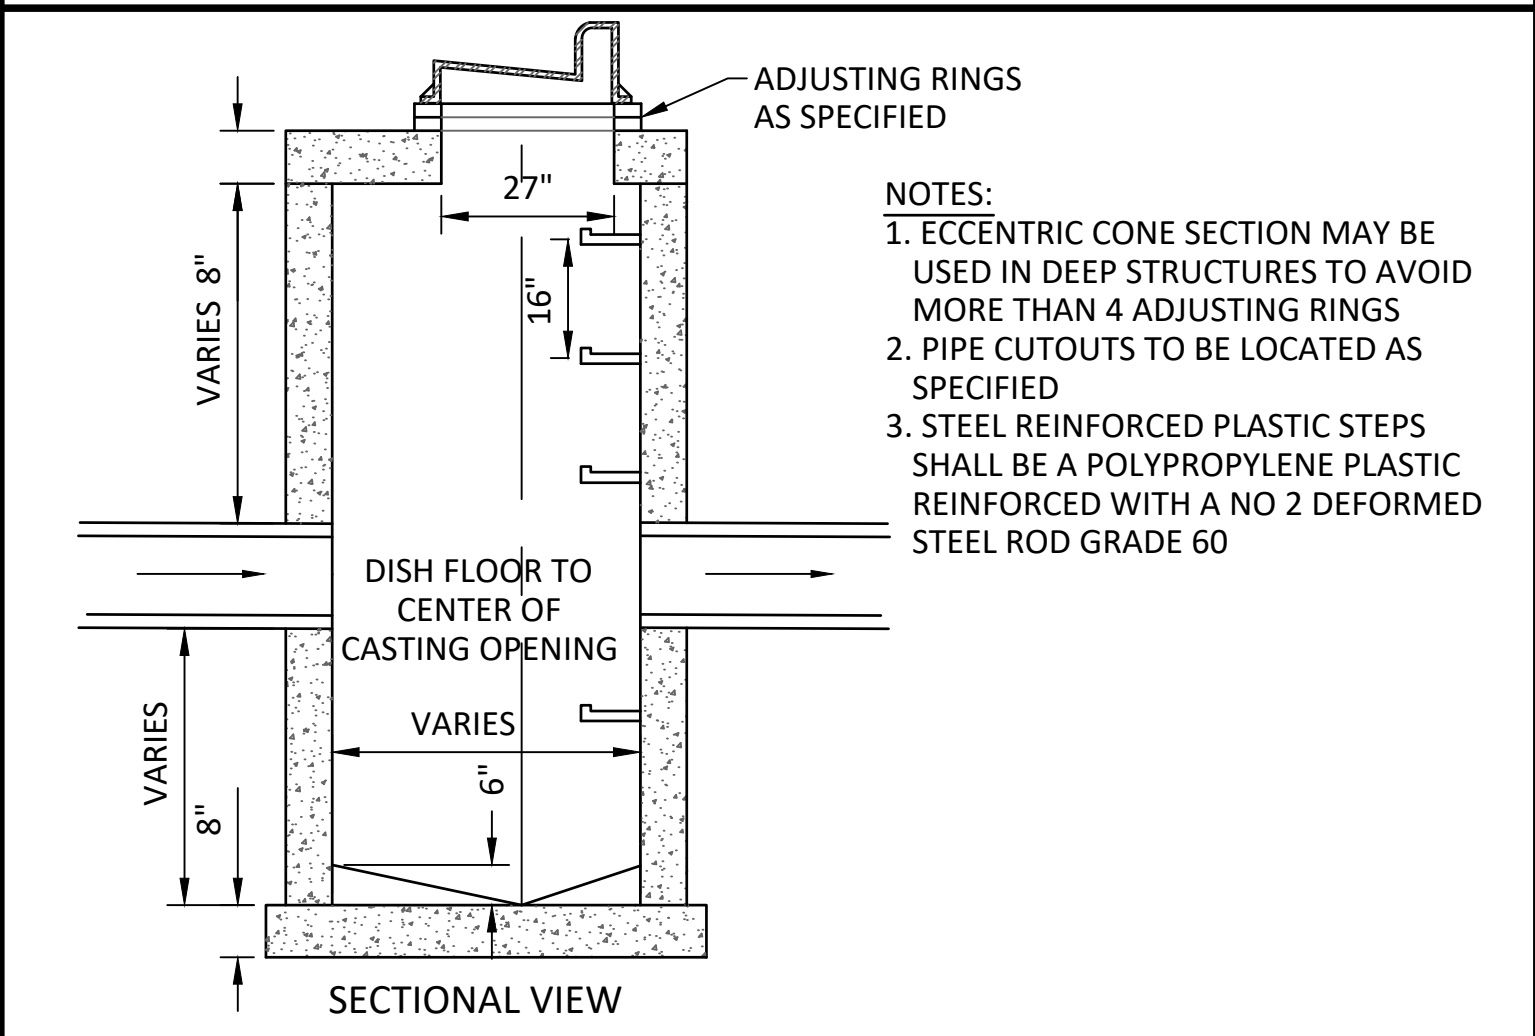 ADJUSTING RINGS
AS SPECIFIED
27"
NOTES:
1. ECCENTRIC CONE SECTION MAY BE
USED IN DEEP STRUCTURES TO AVOID
MORE THAN 4 ADJUSTING RINGS
2. PIPE CUTOUTS TO BE LOCATED AS
SPECIFIED
3. STEEL REINFORCED PLASTIC STEPS
SHALL BE A POLYPROPYLENE PLASTIC
REINFORCED WITH A NO 2 DEFORMED
STEEL ROD GRADE 60
VARIES 8"
16"
DISH FLOOR TO
CENTER OF
CASTING OPENING
VARIES
VARIES
6"
8"
SECTIONAL VIEW